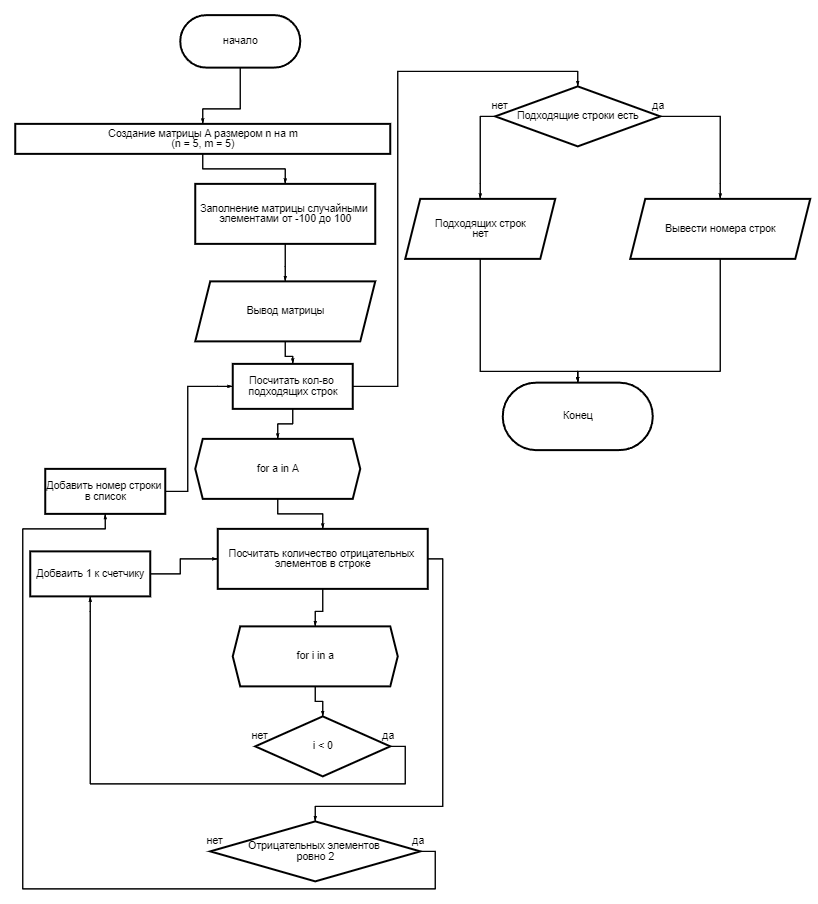 начало
Создание матрицы A размером n на m
(n = 5, m = 5)
Заполнение матрицы случайными
элементами от -100 до 100
Вывод матрицы
Посчитать кол-во
подходящих строк
for a in A
Добавить номер строки
в список
Посчитать количество отрицательных
элементов в строке
Добваить 1 к счетчику
for i in a
нет
да
i < 0
нет
да
Отрицательных элементов
ровно 2
нет
да
Подходящие строки есть
Подходящих строк
нет
Вывести номера строк
Конец